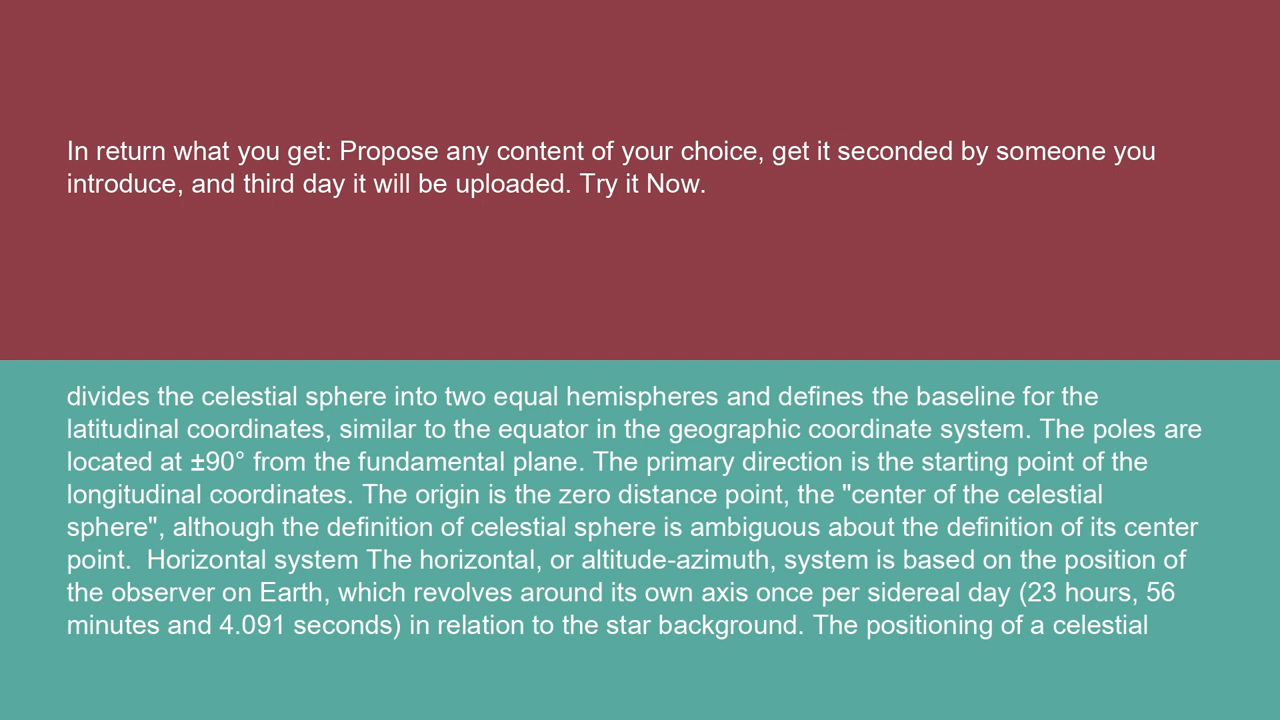 In return what you get: Propose any content of your choice, get it seconded by someone you
introduce, and third day it will be uploaded. Try it Now.
divides the celestial sphere into two equal hemispheres and defines the baseline for the
latitudinal coordinates, similar to the equator in the geographic coordinate system. The poles are
located at ±90° from the fundamental plane. The primary direction is the starting point of the
longitudinal coordinates. The origin is the zero distance point, the "center of the celestial
sphere", although the definition of celestial sphere is ambiguous about the definition of its center
point.  Horizontal system The horizontal, or altitude-azimuth, system is based on the position of
the observer on Earth, which revolves around its own axis once per sidereal day (23 hours, 56
minutes and 4.091 seconds) in relation to the star background. The positioning of a celestial